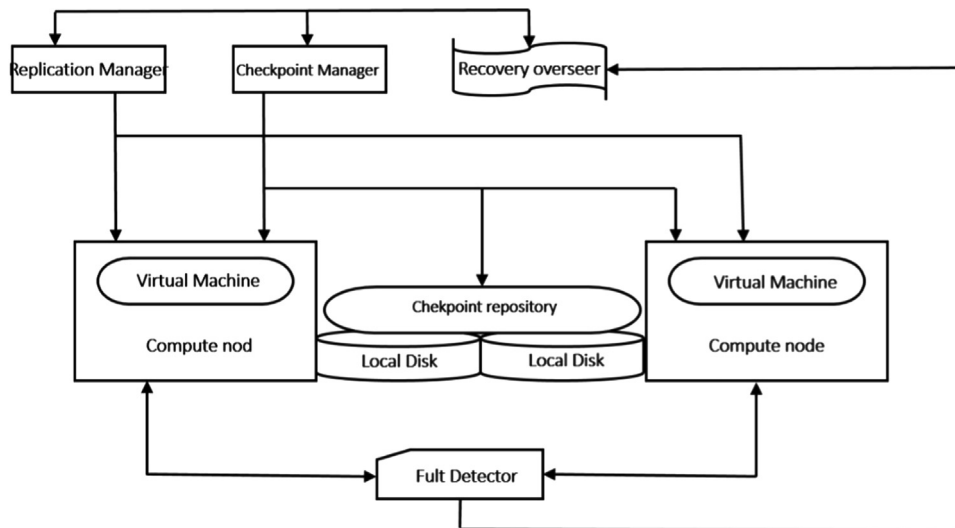 Replication Manager
Checkpoint Manager
Recovery overseer
Virtual Machine
Compute nod
Chekpoint repository
Local Disk
Local Disk
Virtual Machine
Compute node
Fult Detector